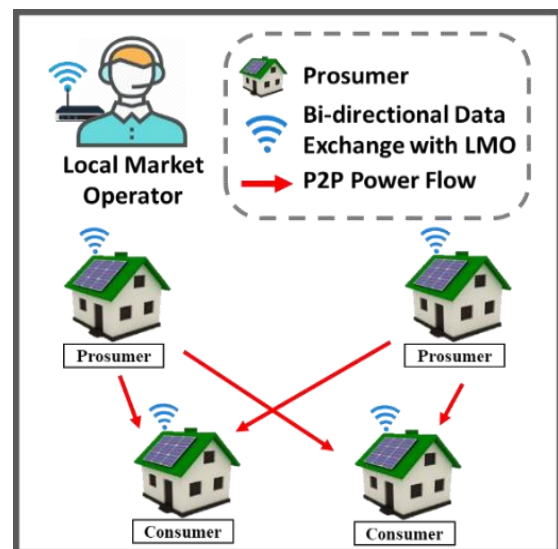 Prosumer
Bi-directional Data
Exchange with LMO
P2P Power Flow
Local Market
Operator
Prosumer
Prosumer
Consumer
Consumer